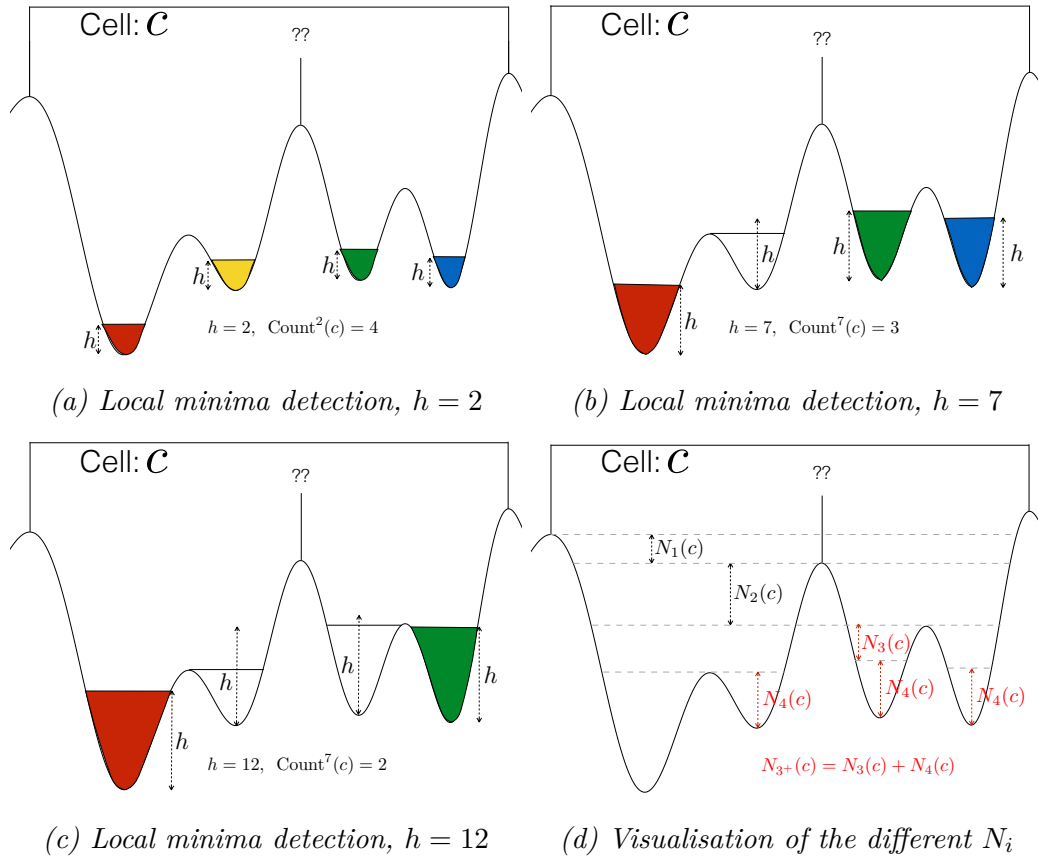 Cell: c
??
h
h
h
h
h = 2, Count²(c) = 4
(a) Local minima detection, h = 2
Cell: c
??
h
h
h
h
h = 7, Count⁷(c) = 3
(b) Local minima detection, h = 7
Cell: c
??
h
h
h
h
h = 12, Count⁷(c) = 2
(c) Local minima detection, h = 12
Cell: c
??
N₁(c)
N₂(c)
N₃(c)
N₄(c)
N₄(c)
N₄(c)
N₃₊(c) = N₃(c) + N₄(c)
(d) Visualisation of the different Nᵢ